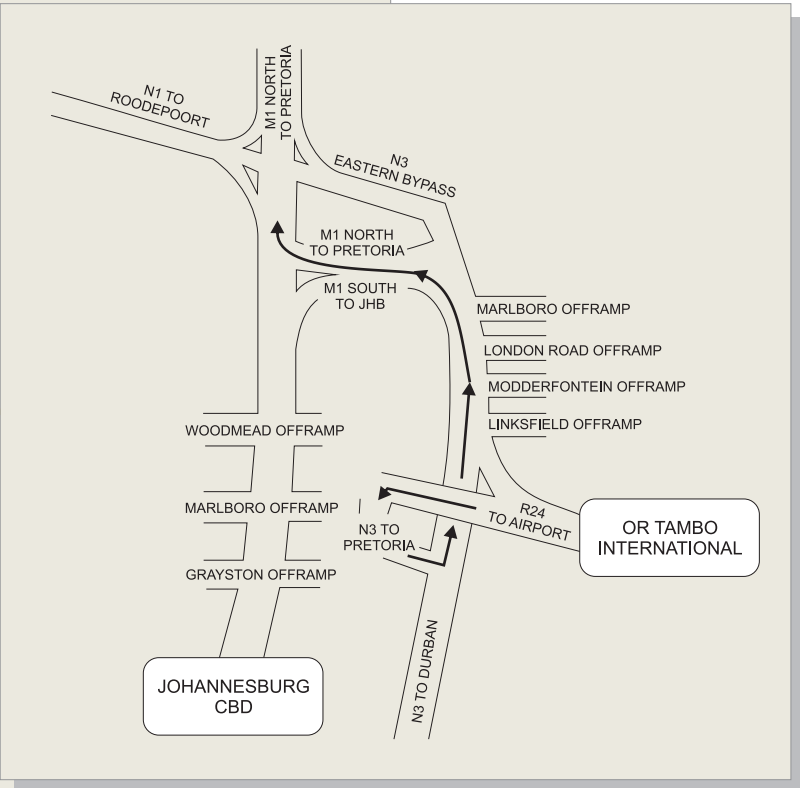 N1 TO
ROODEPOORT
M1 NORTH
TO PRETORIA
N3
EASTERN BYPASS
M1 NORTH
TO PRETORIA
M1 SOUTH
TO JHB
MARLBORO OFFRAMP
LONDON ROAD OFFRAMP
MODDERFONTEIN OFFRAMP
LINKSFIELD OFFRAMP
WOODMEAD OFFRAMP
MARLBORO OFFRAMP
GRAYSTON OFFRAMP
N3 TO
PRETORIA
R24
TO AIRPORT
OR TAMBO
INTERNATIONAL
N3 TO DURBAN
JOHANNESBURG
CBD